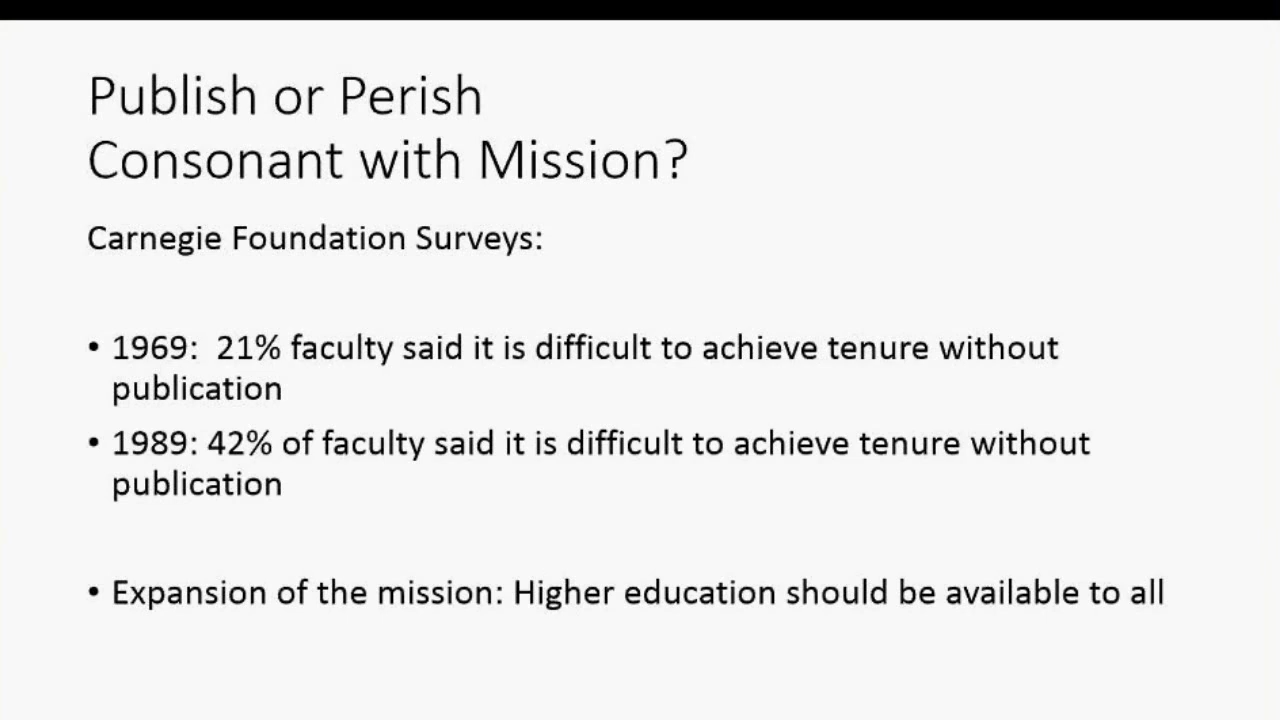 Publish or Perish
Consonant with Mission?
Carnegie Foundation Surveys:
• 1969:  21% faculty said it is difficult to achieve tenure without
publication
• 1989: 42% of faculty said it is difficult to achieve tenure without
publication
• Expansion of the mission: Higher education should be available to all